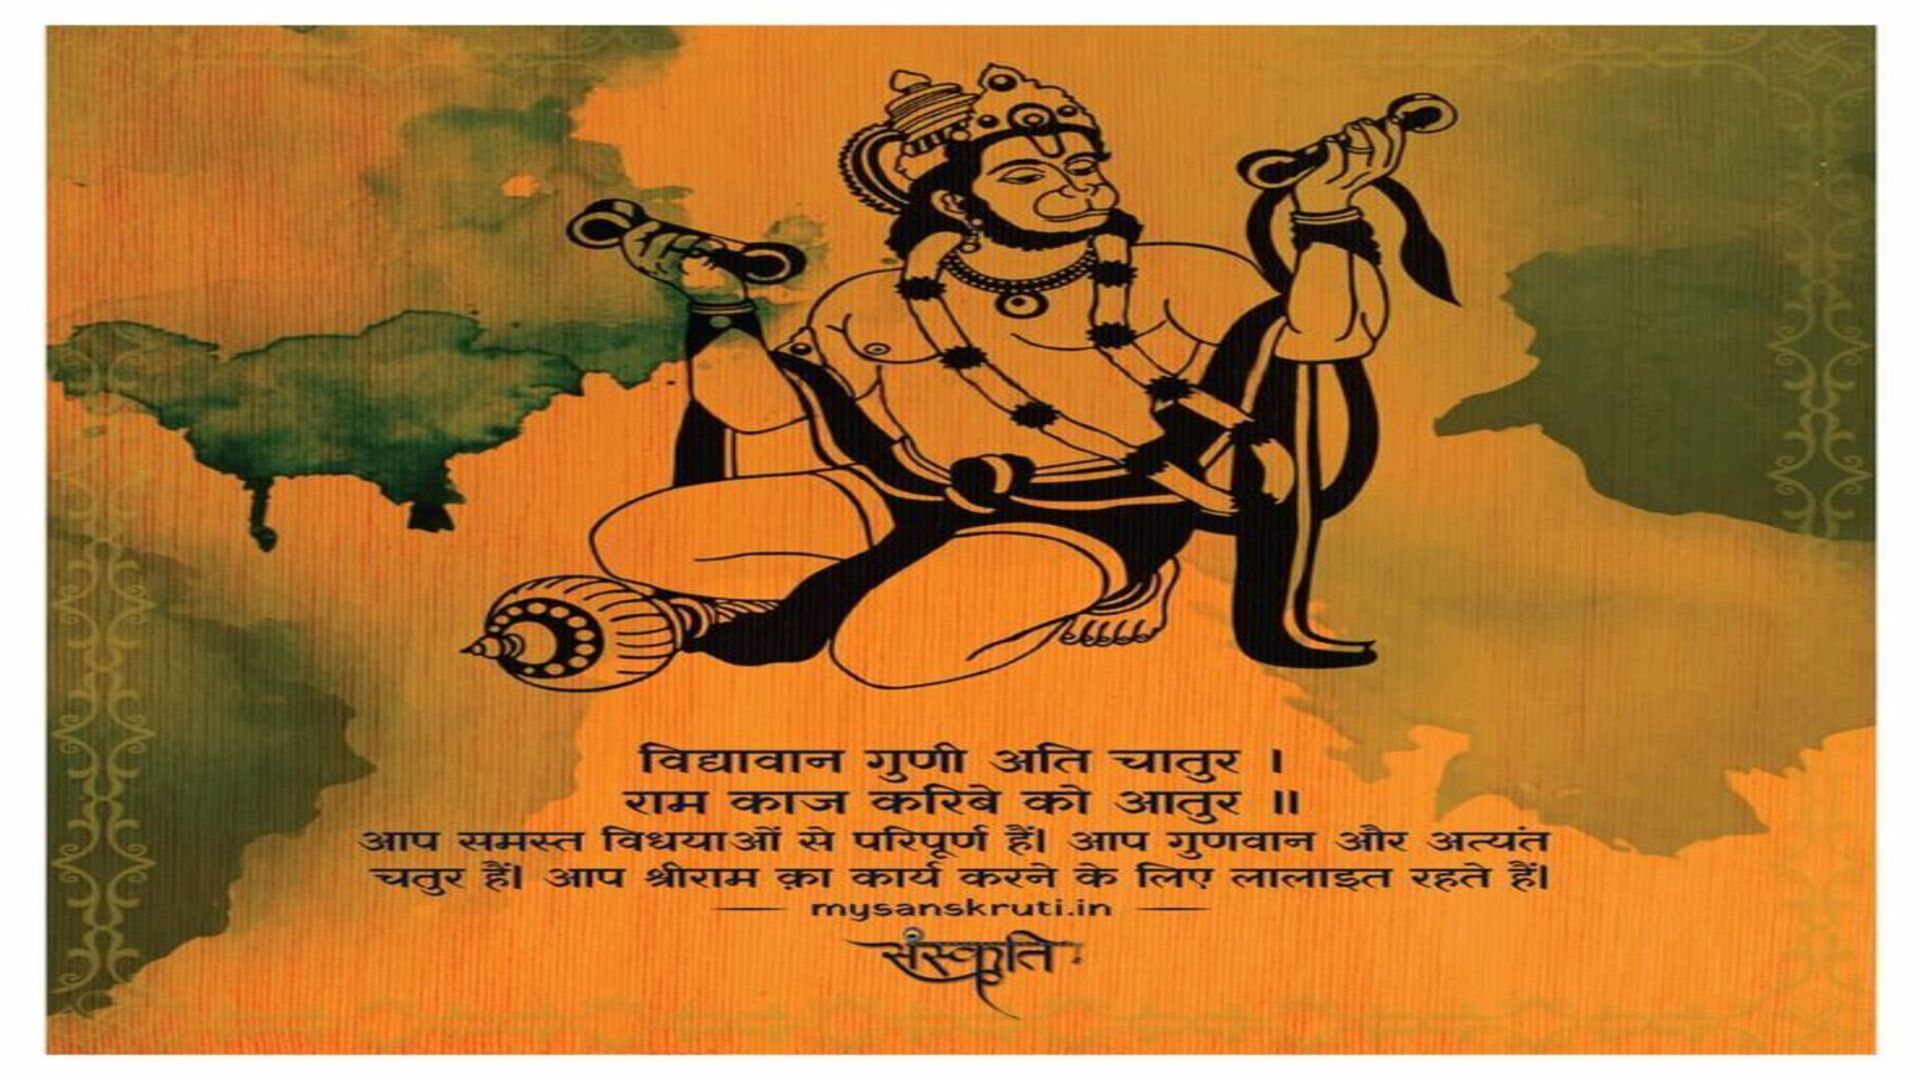 विद्यावान गुणी अति चातुर ।
राम काज करिबे को आतुर ॥
आप समस्त विधयाओं से परिपूर्ण हैं। आप गुणवान और अत्यंत
चतुर हैं। आप श्रीराम क़ा कार्य करने के लिए लालाइत रहते हैं।
mysanskruti.in
संस्कृति